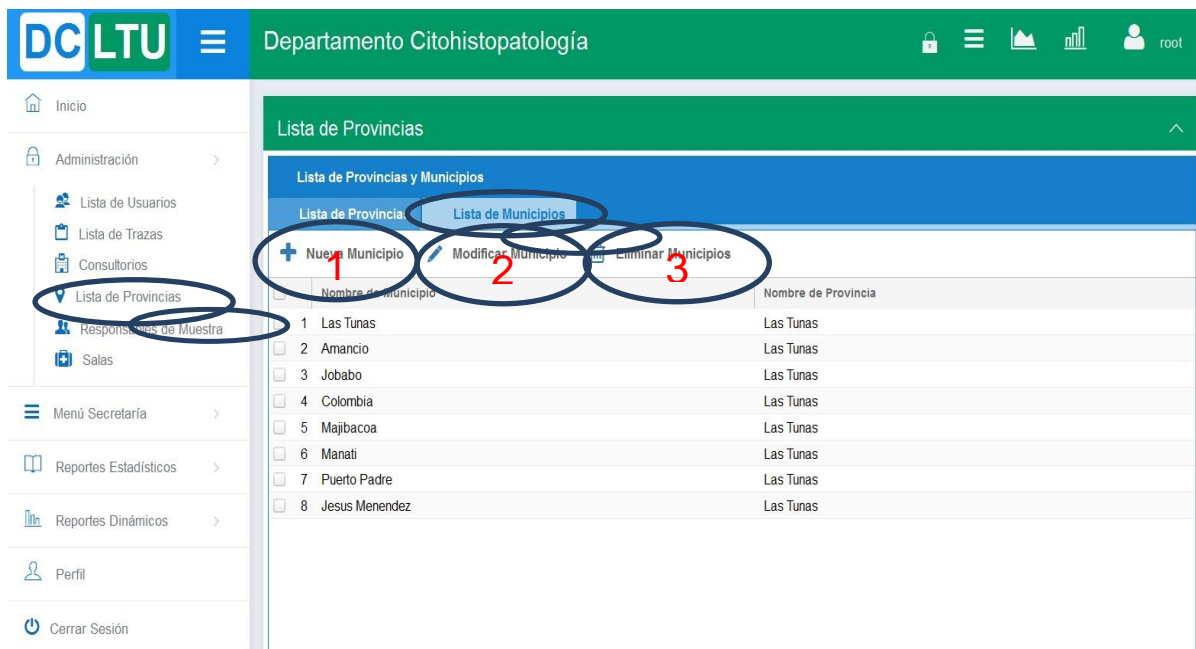 DC LTU
Departamento Citohistopatología
root
Inicio
Administración
Lista de Usuarios
Lista de Trazas
Consultorios
Lista de Provincias
Responsables de Muestra
Salas
Menú Secretaría
Reportes Estadísticos
Reportes Dinámicos
Perfil
Cerrar Sesión
Lista de Provincias
Lista de Provincias y Municipios
Lista de Provincias Lista de Municipios
Nueva Municipio Modificar Municipio Eliminar Municipios
1 2 3
Nombre de Municipio Nombre de Provincia
1 Las Tunas Las Tunas
2 Amancio Las Tunas
3 Jobabo Las Tunas
4 Colombia Las Tunas
5 Majibacoa Las Tunas
6 Manati Las Tunas
7 Puerto Padre Las Tunas
8 Jesus Menendez Las Tunas